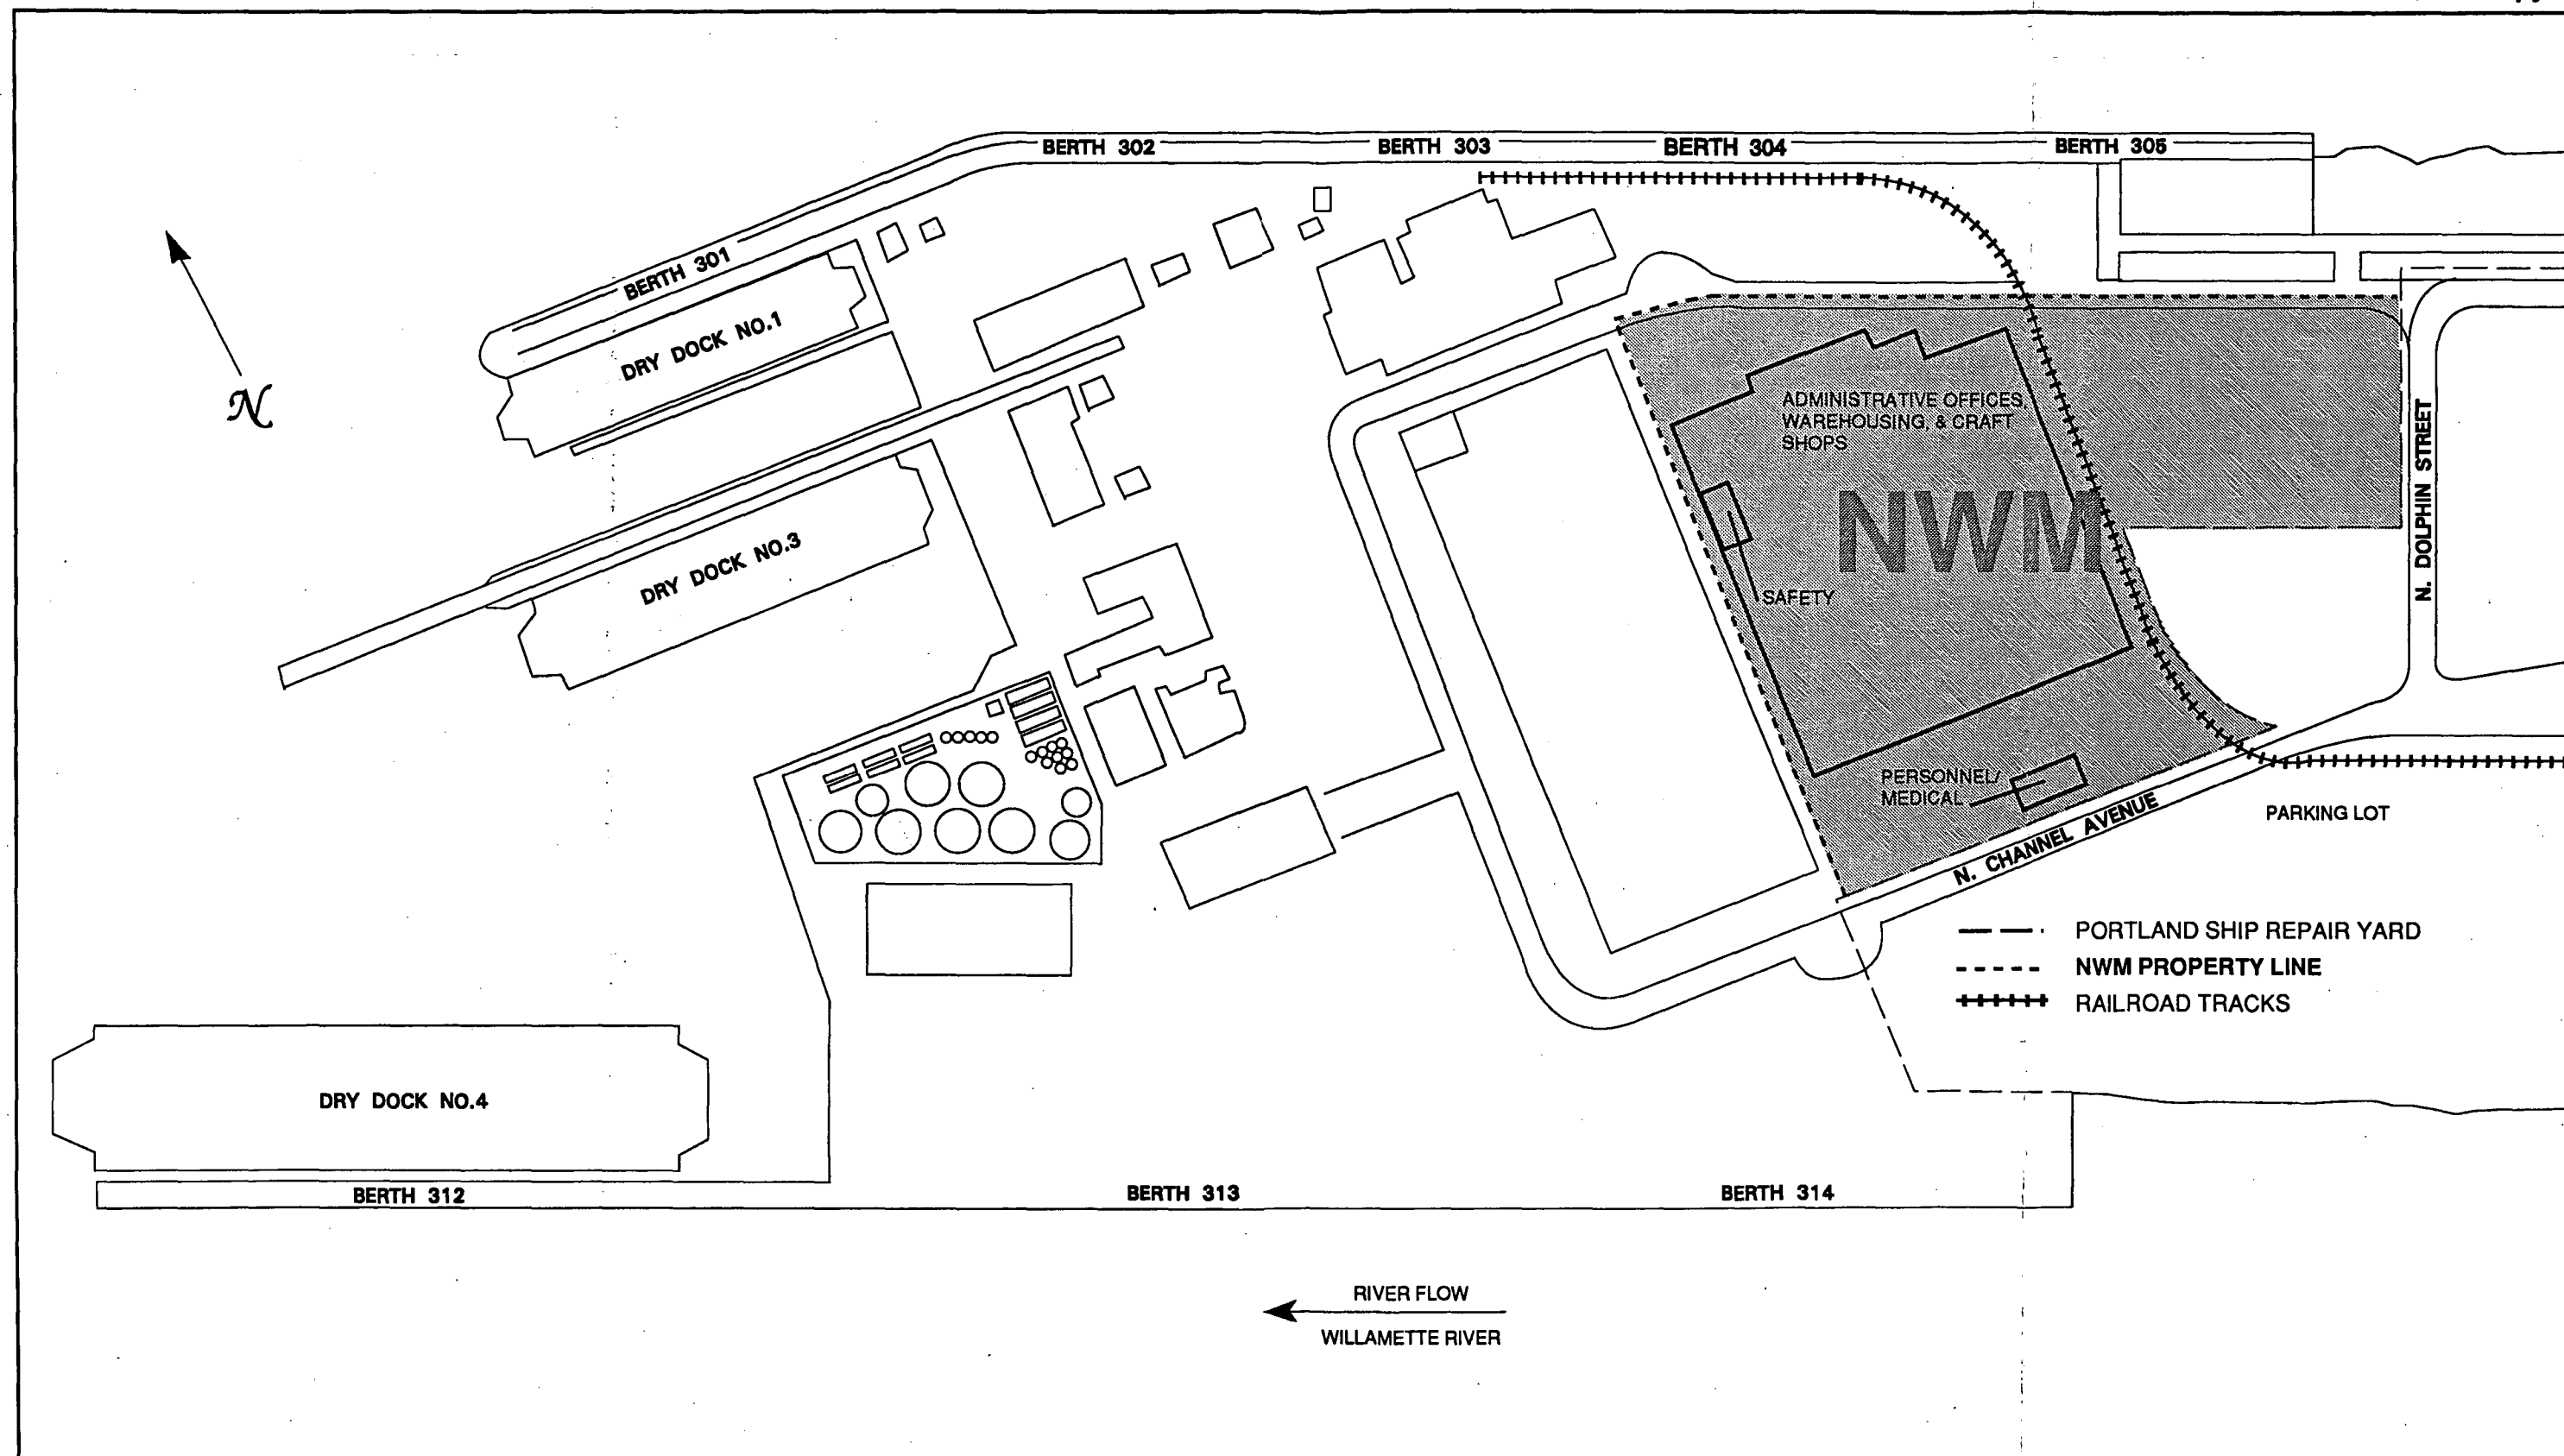 BERTH 302
BERTH 303
BERTH 304
BERTH 305
BERTH 301
DRY DOCK NO.1
N
ADMINISTRATIVE OFFICES,
WAREHOUSING, & CRAFT
SHOPS
NWM
N. DOLPHIN STREET
DRY DOCK NO.3
SAFETY
PERSONNEL/
MEDICAL
N. CHANNEL AVENUE
PARKING LOT
PORTLAND SHIP REPAIR YARD
NWM PROPERTY LINE
RAILROAD TRACKS
DRY DOCK NO.4
BERTH 312
BERTH 313
BERTH 314
RIVER FLOW
WILLAMETTE RIVER